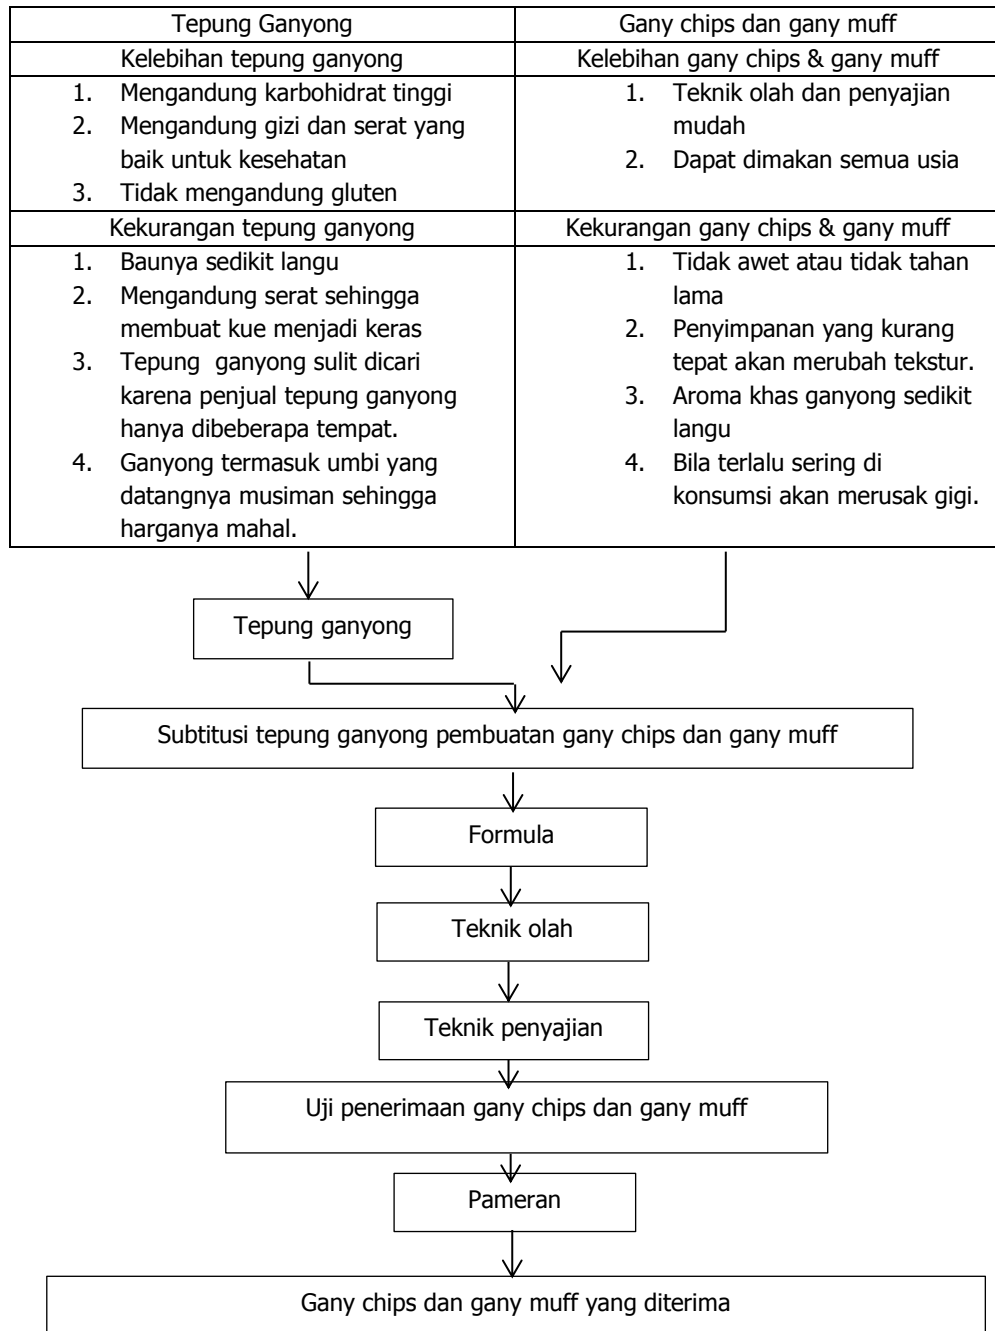 Tepung Ganyong
Gany chips dan gany muff
Kelebihan tepung ganyong
Kelebihan gany chips & gany muff
1. Mengandung karbohidrat tinggi
2. Mengandung gizi dan serat yang
baik untuk kesehatan
3. Tidak mengandung gluten
1. Teknik olah dan penyajian
mudah
2. Dapat dimakan semua usia
Kekurangan tepung ganyong
Kekurangan gany chips & gany muff
1. Baunya sedikit langu
2. Mengandung serat sehingga
membuat kue menjadi keras
3. Tepung ganyong sulit dicari
karena penjual tepung ganyong
hanya dibeberapa tempat.
4. Ganyong termasuk umbi yang
datangnya musiman sehingga
harganya mahal.
1. Tidak awet atau tidak tahan
lama
2. Penyimpanan yang kurang
tepat akan merubah tekstur.
3. Aroma khas ganyong sedikit
langu
4. Bila terlalu sering di
konsumsi akan merusak gigi.
Tepung ganyong
Subtitusi tepung ganyong pembuatan gany chips dan gany muff
Formula
Teknik olah
Teknik penyajian
Uji penerimaan gany chips dan gany muff
Pameran
Gany chips dan gany muff yang diterima